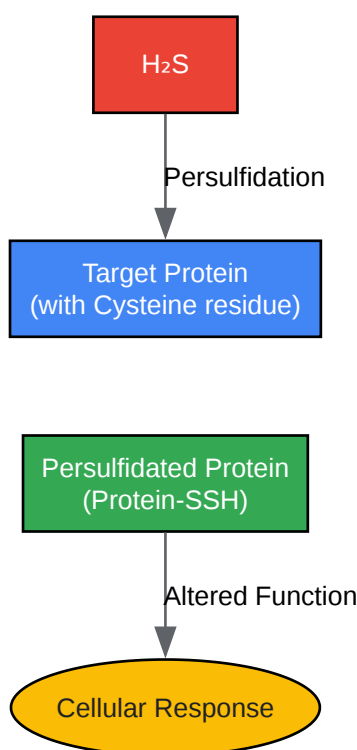 H₂S
Persulfidation
Target Protein
(with Cysteine residue)
Persulfidated Protein
(Protein-SSH)
Altered Function
Cellular Response